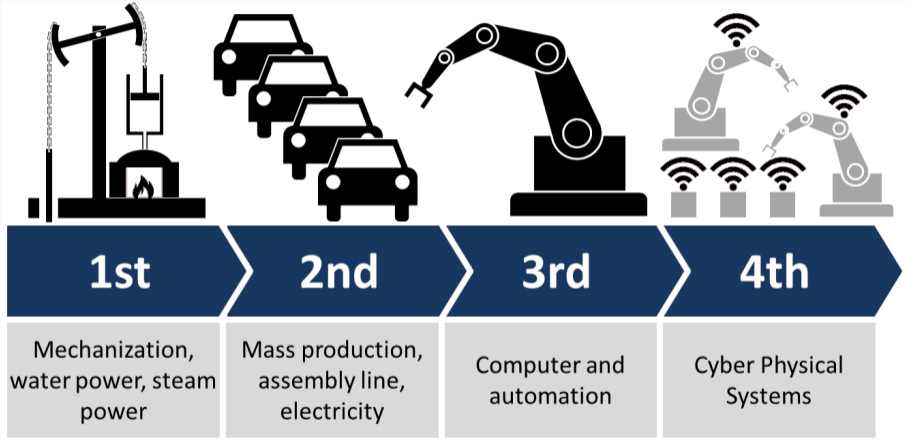 1st
2nd
3rd
4th
Mechanization,
water power, steam
power
Mass production,
assembly line,
electricity
Computer and
automation
Cyber Physical
Systems